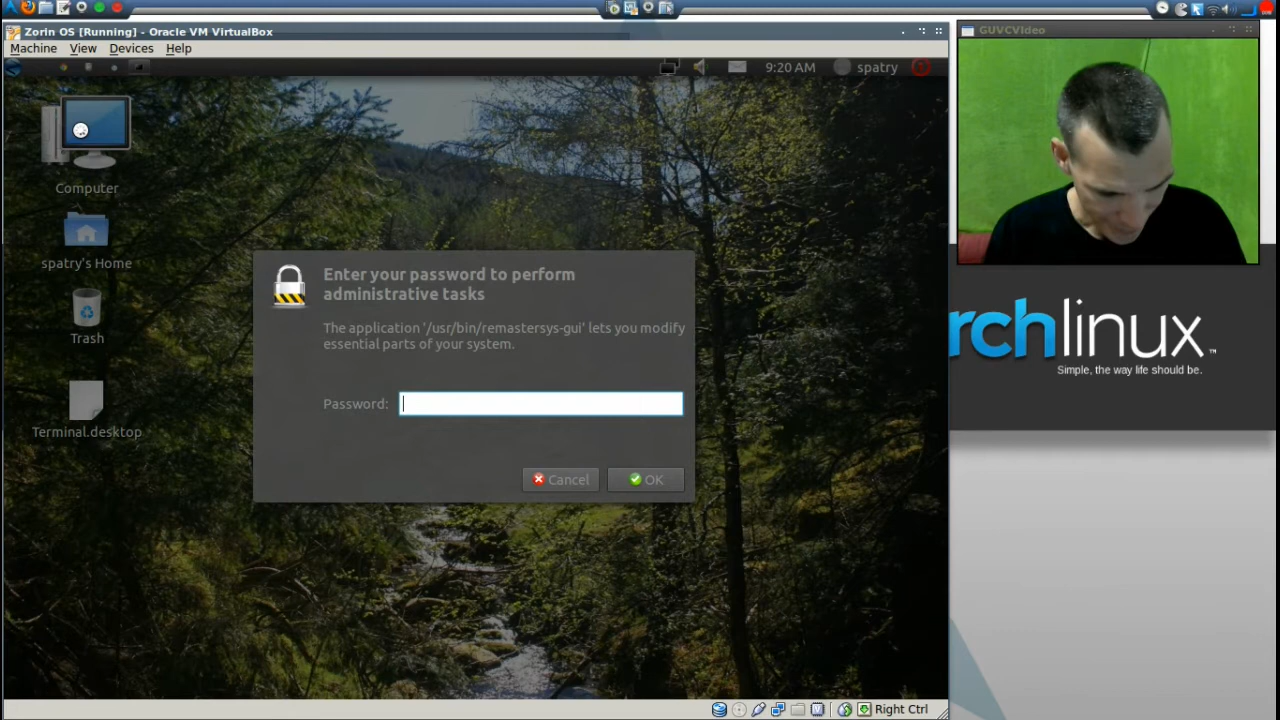 Zorin OS [Running] - Oracle VM VirtualBox
Machine View Devices Help
GUVCVIdeo
9:20 AM spatry
Computer
spatry's Home
Trash
Terminal.desktop
Enter your password to perform
administrative tasks
The application '/usr/bin/remastersys-gui' lets you modify
essential parts of your system.
Password:
Cancel OK
rchlinux™
Simple, the way life should be.
Right Ctrl